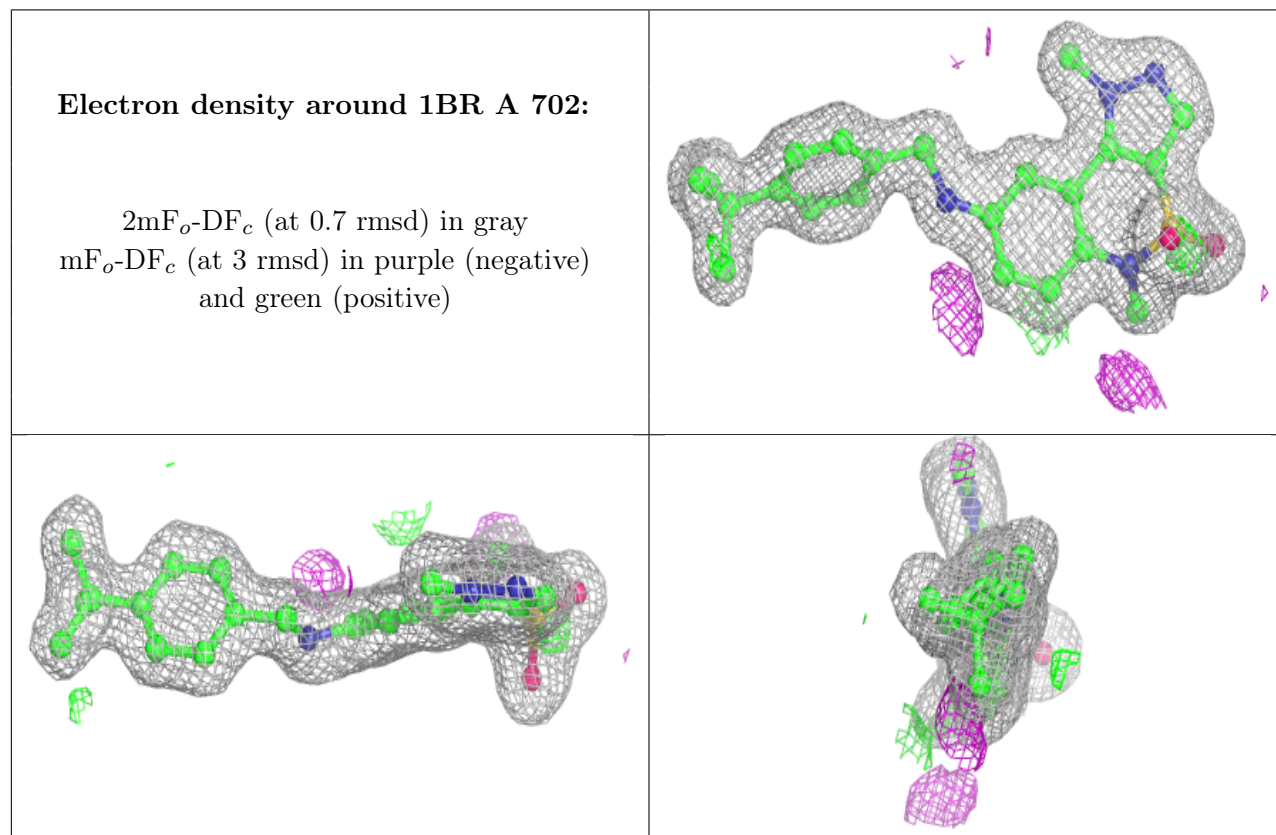 Electron density around 1BR A 702:
2mFo-DFc (at 0.7 rmsd) in gray
mFo-DFc (at 3 rmsd) in purple (negative)
and green (positive)